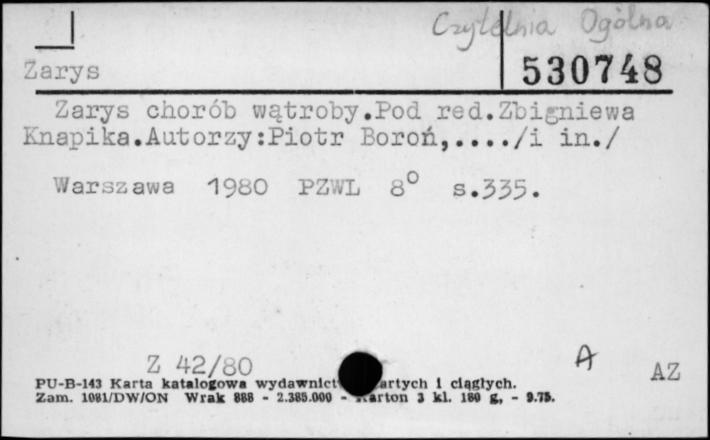 Czytelnia Ogólna
Zarys
530748
Zarys chorób wątroby.Pod red.Zbigniewa
Knapika.Autorzy:Piotr Boroń,..../i in./
Warszawa 1980 PZWL 8° s.335.
Z 42/80
A
AZ
PU-B-143 Karta katalogowa wydawnict artych i ciągłych.
Zam. 1081/DW/ON Wrak 888 - 2.385.000 - Karton 3 kl. 180 g, - 9.75.